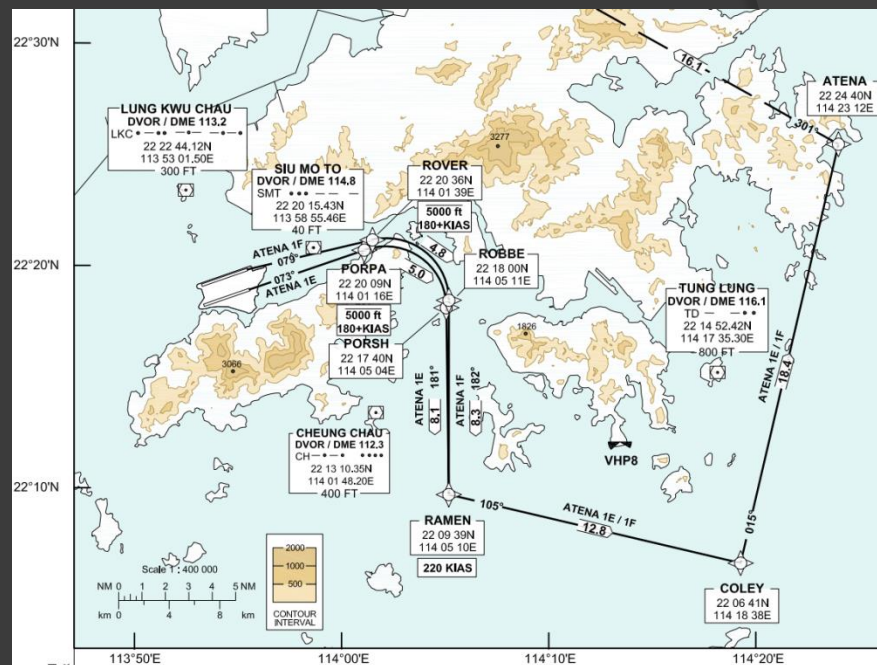 22°30'N
16.1
301°
ATENA
22 24 40N
114 23 12E
LUNG KWU CHAU
DVOR / DME 113.2
LKC
22 22 44.12N
113 53 01.50E
300 FT
3277
SIU MO TO
DVOR / DME 114.8
SMT
22 20 15.43N
113 58 55.46E
40 FT
ROVER
22 20 36N
114 01 39E
5000 ft
180+KIAS
ATENA 1F
079°
4.8
ROBBE
22 18 00N
114 05 11E
22°20'N
073°
ATENA 1E
PORPA
22 20 09N
114 01 16E
5.0
5000 ft
180+KIAS
PORSH
22 17 40N
114 05 04E
TUNG LUNG
DVOR / DME 116.1
TD
22 14 52.42N
114 17 35.30E
800 FT
1826
3066
ATENA 1E
181°
8.1
ATENA 1F
182°
8.3
ATENA 1E / 1F
18.4
CHEUNG CHAU
DVOR / DME 112.3
CH
22 13 10.35N
114 01 48.20E
400 FT
VHP8
22°10'N
RAMEN
22 09 39N
114 05 10E
220 KIAS
105°
ATENA 1E / 1F
12.8
015°
COLEY
22 06 41N
114 18 38E
Scale 1 : 400 000
NM 0 1 2 3 4 5 NM
km 0 4 8 km
2000
1000
500
CONTOUR
INTERVAL
113°50'E
114°00'E
114°10'E
114°20'E